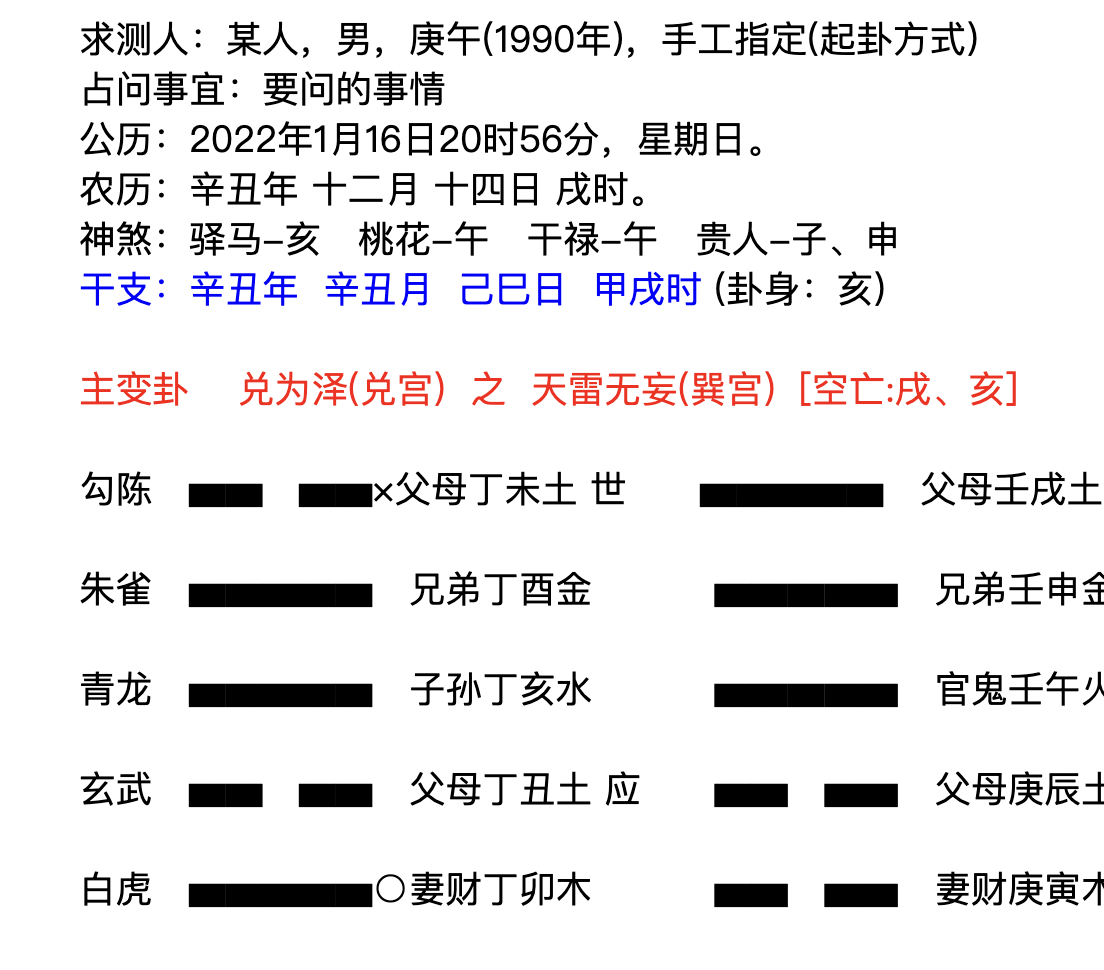 求测人：某人，男，庚午(1990年)，手工指定(起卦方式)
占问事宜：要问的事情
公历：2022年1月16日20时56分，星期日。
农历：辛丑年 十二月 十四日 戌时。
神煞：驿马–亥 桃花–午 干禄–午 贵人–子、申
干支：辛丑年 辛丑月 己巳日 甲戌时 (卦身：亥)
主变卦 兑为泽(兑宫) 之 天雷无妄(巽宫) [空亡:戌、亥]
勾陈 ×父母丁未土 世 父母壬戌土
朱雀 兄弟丁酉金 兄弟壬申金
青龙 子孙丁亥水 官鬼壬午火
玄武 父母丁丑土 应 父母庚辰土
白虎 ○妻财丁卯木 妻财庚寅木